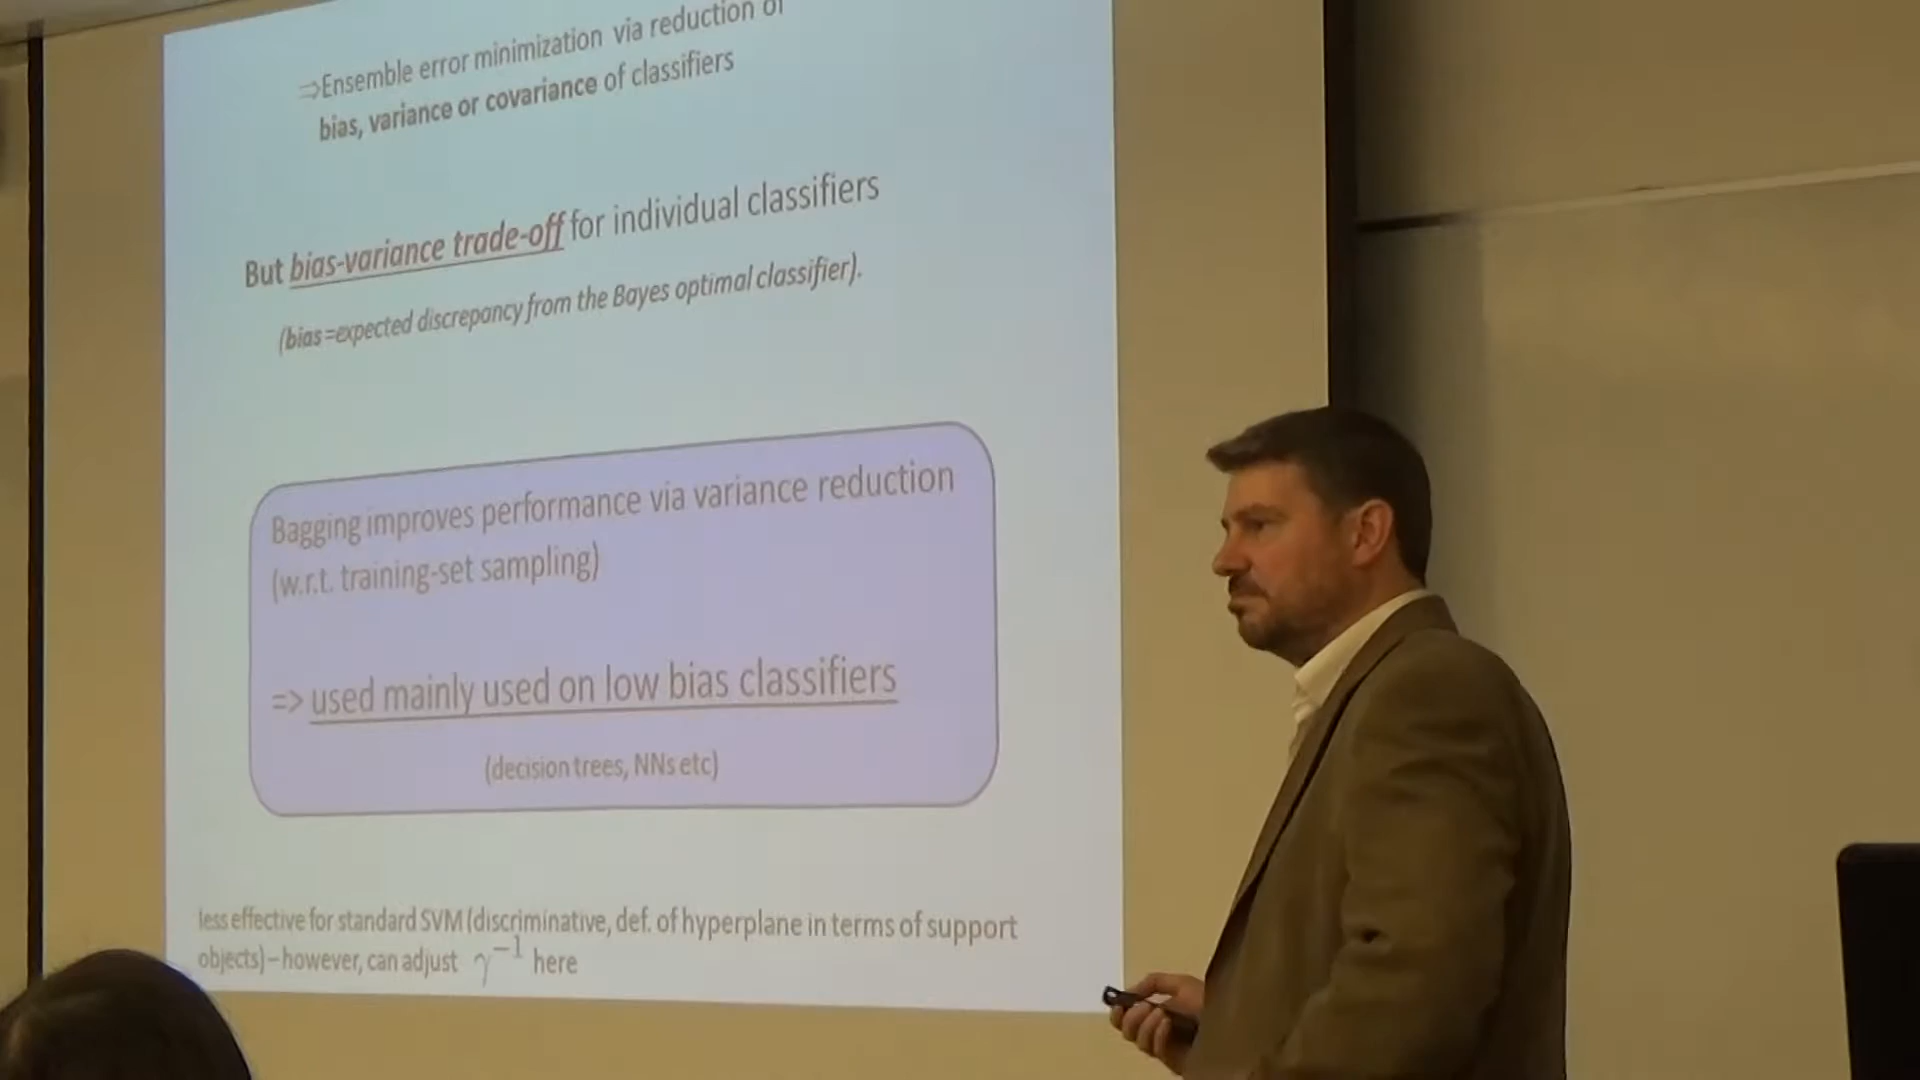 ⇒Ensemble error minimization via reduction of
bias, variance or covariance of classifiers
But bias-variance trade-off for individual classifiers
(bias =expected discrepancy from the Bayes optimal classifier).
Bagging improves performance via variance reduction
(w.r.t. training-set sampling)
=> used mainly used on low bias classifiers
(decision trees, NNs etc)
less effective for standard SVM (discriminative, def. of hyperplane in terms of support
objects) – however, can adjust γ⁻¹ here